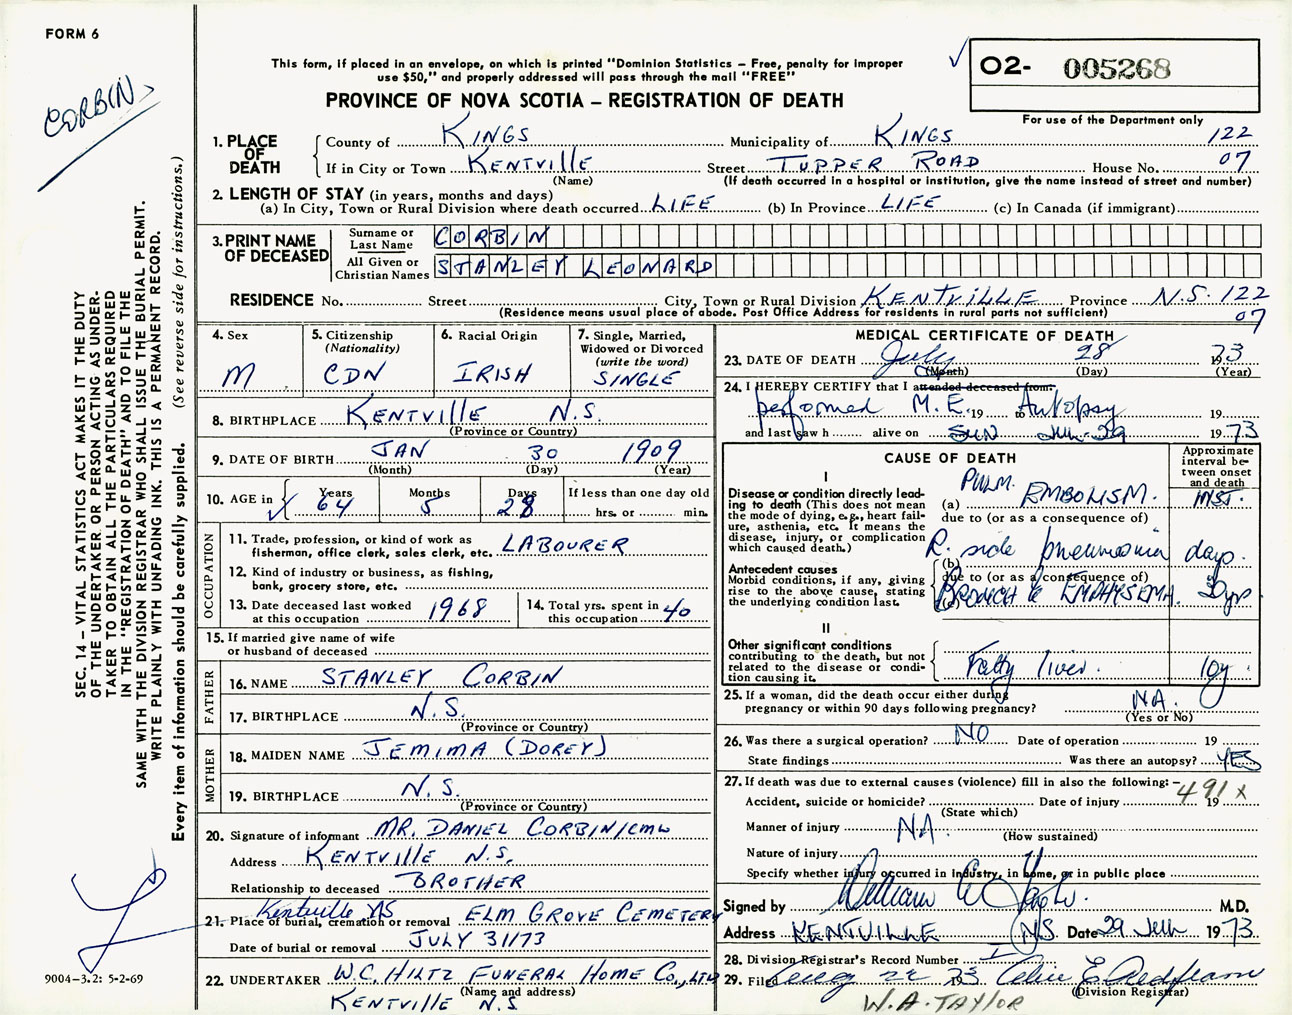 FORM 6
CORBIN
This form, if placed in an envelope, on which is printed "Dominion Statistics – Free, penalty for improper
use $50," and properly addressed will pass through the mail "FREE"
O2- 005268
PROVINCE OF NOVA SCOTIA – REGISTRATION OF DEATH
For use of the Department only
1. PLACE OF DEATH
County of KINGS Municipality of KINGS 122
If in City or Town KENTVILLE Street TUPPER ROAD House No. 07
(Name) (If death occurred in a hospital or institution, give the name instead of street and number)
2. LENGTH OF STAY (in years, months and days)
(a) In City, Town or Rural Division where death occurred LIFE (b) In Province LIFE (c) In Canada (if immigrant)
3. PRINT NAME OF DECEASED
Surname or Last Name CORBIN
All Given or Christian Names STANLEY LEONARD
RESIDENCE No. Street City, Town or Rural Division KENTVILLE Province N.S. 122
(Residence means usual place of abode. Post Office Address for residents in rural parts not sufficient) 07
4. Sex M
5. Citizenship (Nationality) CDN
6. Racial Origin IRISH
7. Single, Married, Widowed or Divorced (write the word) SINGLE
8. BIRTHPLACE KENTVILLE N.S.
(Province or Country)
9. DATE OF BIRTH JAN 30 1909
(Month) (Day) (Year)
10. AGE in Years 64 Months 5 Days 28 If less than one day old hrs. or min.
OCCUPATION
11. Trade, profession, or kind of work as
fisherman, office clerk, sales clerk, etc. LABOURER
12. Kind of industry or business, as fishing,
bank, grocery store, etc.
13. Date deceased last worked at this occupation 1968
14. Total yrs. spent in this occupation 40
15. If married give name of wife
or husband of deceased
FATHER
16. NAME STANLEY CORBIN
17. BIRTHPLACE N.S.
(Province or Country)
MOTHER
18. MAIDEN NAME JEMIMA (DOREY)
19. BIRTHPLACE N.S.
(Province or Country)
20. Signature of informant MR. DANIEL CORBIN/CMW
Address KENTVILLE N.S.
Relationship to deceased BROTHER
Kentville NS
21. Place of burial, cremation or removal ELM GROVE CEMETERY
Date of burial or removal JULY 31/73
22. UNDERTAKER W.C. HILTZ FUNERAL HOME CO., LTD
(Name and address)
KENTVILLE N.S.
MEDICAL CERTIFICATE OF DEATH
23. DATE OF DEATH July 28 1973
(Month) (Day) (Year)
24. I HEREBY CERTIFY that I attended deceased from:
performed M.E. 19 to Autopsy 19
and last saw h alive on SUN 29 1973
CAUSE OF DEATH
Approximate interval between onset and death
I
Disease or condition directly leading to death (This does not mean the mode of dying, e.g., heart failure, asthenia, etc. It means the disease, injury, or complication which caused death.)
(a) PULM. EMBOLISM. INST.
due to (or as a consequence of)
Antecedent causes
Morbid conditions, if any, giving rise to the above cause, stating the underlying condition last.
(b) R. side pneumonia days.
due to (or as a consequence of)
(c) BRONCH & EMPHYSEMA.
II
Other significant conditions
contributing to the death, but not related to the disease or condition causing it.
Fatty liver. 10y
25. If a woman, did the death occur either during
pregnancy or within 90 days following pregnancy? NA.
(Yes or No)
26. Was there a surgical operation? NO Date of operation 19
State findings Was there an autopsy? YES
27. If death was due to external causes (violence) fill in also the following:–
491X
Accident, suicide or homicide? Date of injury 19
(State which)
Manner of injury NA.
(How sustained)
Nature of injury
Specify whether injury occurred in Industry, in home, or in public place
Signed by William M.D.
Address KENTVILLE NS. Date 29 1973.
28. Division Registrar's Record Number
29. Filed 73
(Division Registrar)
W.A. TAYLOR
SEC. 14 – VITAL STATISTICS ACT MAKES IT THE DUTY
OF THE UNDERTAKER OR PERSON ACTING AS UNDER-
TAKER TO OBTAIN ALL THE PARTICULARS REQUIRED
IN THE "REGISTRATION OF DEATH" AND TO FILE THE
SAME WITH THE DIVISION REGISTRAR WHO SHALL ISSUE THE BURIAL PERMIT.
WRITE PLAINLY WITH UNFADING INK. THIS IS A PERMANENT RECORD.
Every item of information should be carefully supplied. (See reverse side for instructions.)
9004-3.2: 5-2-69